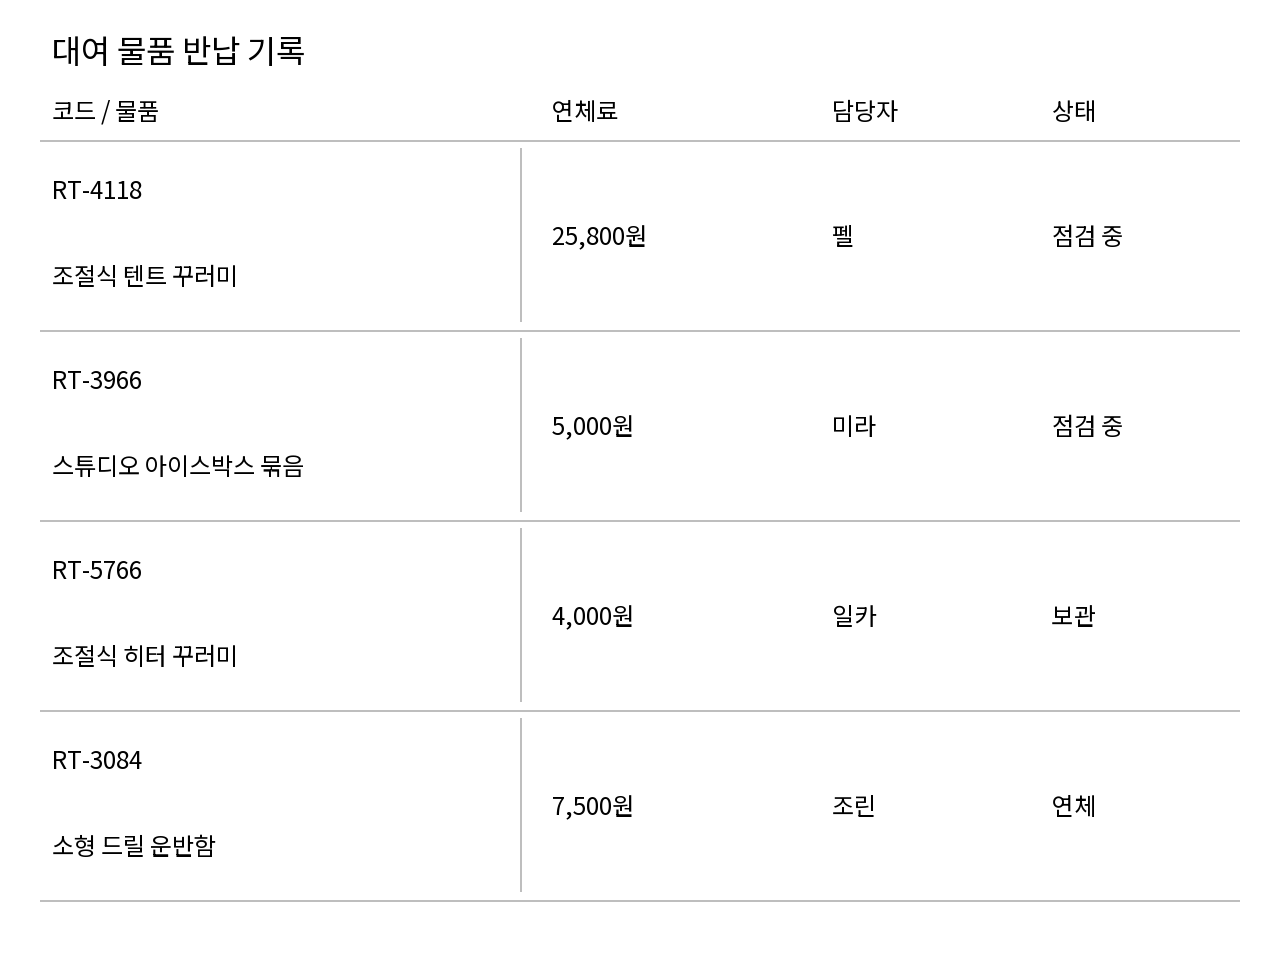 대여 물품 반납 기록
코드 / 물품 연체료 담당자 상태
RT-4118
조절식 텐트 꾸러미
25,800원 펠 점검 중
RT-3966
스튜디오 아이스박스 묶음
5,000원 미라 점검 중
RT-5766
조절식 히터 꾸러미
4,000원 일카 보관
RT-3084
소형 드릴 운반함
7,500원 조린 연체